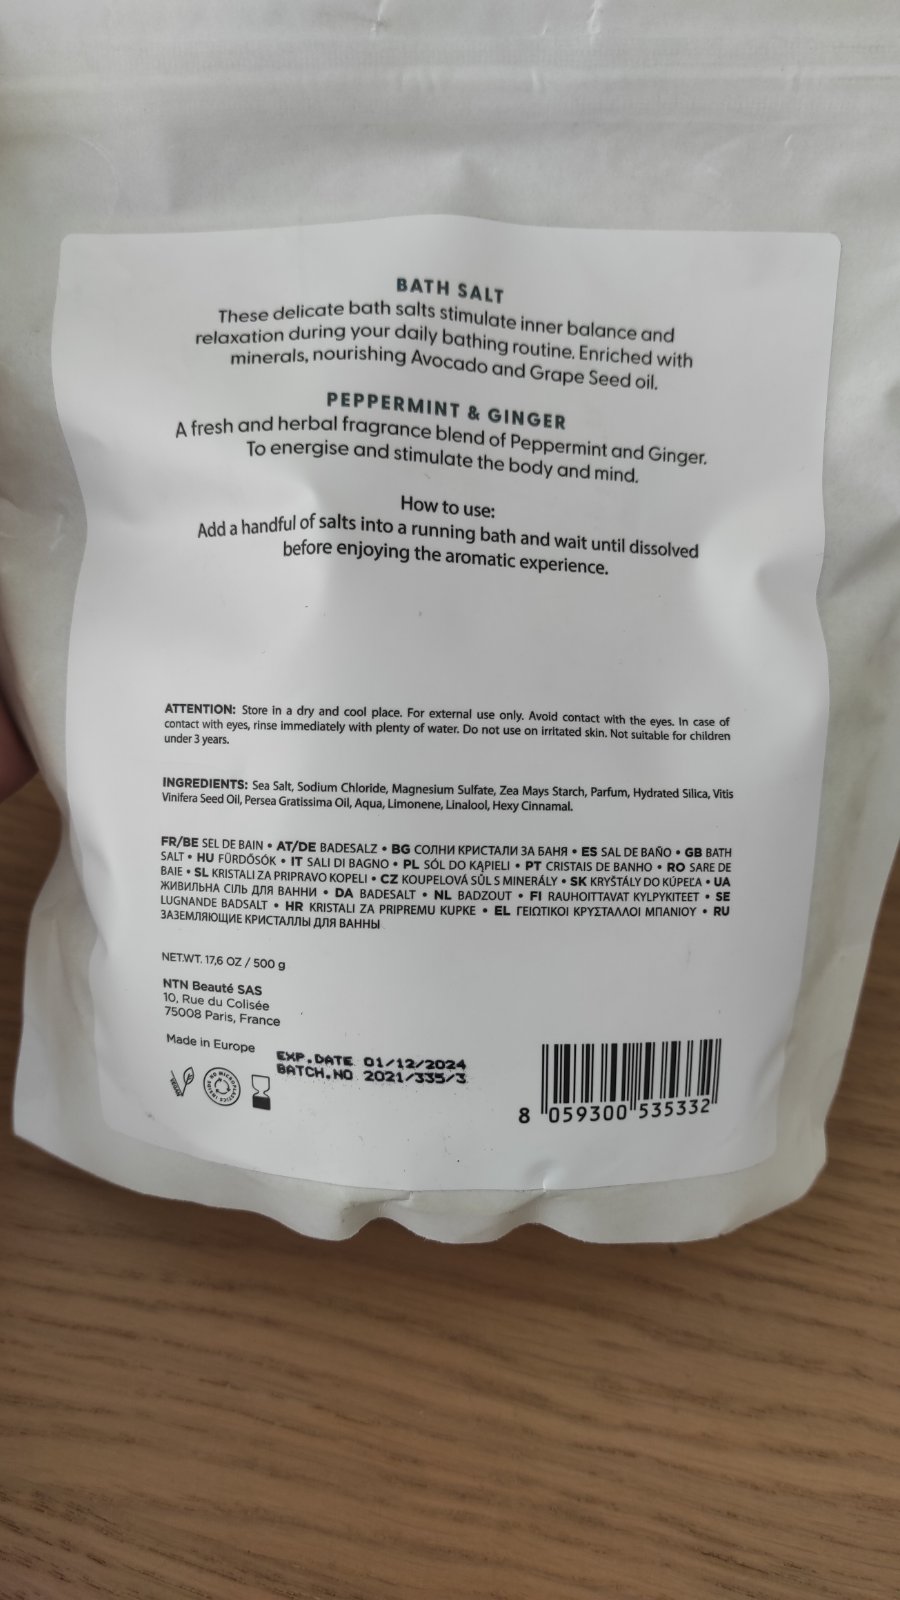 BATH SALT
These delicate bath salts stimulate inner balance and
relaxation during your daily bathing routine. Enriched with
minerals, nourishing Avocado and Grape Seed oil.
PEPPERMINT & GINGER
A fresh and herbal fragrance blend of Peppermint and Ginger.
To energise and stimulate the body and mind.
How to use:
Add a handful of salts into a running bath and wait until dissolved
before enjoying the aromatic experience.
ATTENTION: Store in a dry and cool place. For external use only. Avoid contact with the eyes. In case of
contact with eyes, rinse immediately with plenty of water. Do not use on irritated skin. Not suitable for children
under 3 years.
INGREDIENTS: Sea Salt, Sodium Chloride, Magnesium Sulfate, Zea Mays Starch, Parfum, Hydrated Silica, Vitis
Vinifera Seed Oil, Persea Gratissima Oil, Aqua, Limonene, Linalool, Hexy Cinnamal.
FR/BE SEL DE BAIN • AT/DE BADESALZ • BG СОЛНИ КРИСТАЛИ ЗА БАНЯ • ES SAL DE BAÑO • GB BATH
SALT • HU FÜRDŐSÓK • IT SALI DI BAGNO • PL SÓL DO KĄPIELI • PT CRISTAIS DE BANHO • RO SARE DE
BAIE • SL KRISTALI ZA PRIPRAVO KOPELI • CZ KOUPELOVÁ SŮL S MINERÁLY • SK KRYŠTÁLY DO KÚPEĽA • UA
ЖИВИЛЬНА СІЛЬ ДЛЯ ВАННИ • DA BADESALT • NL BADZOUT • FI RAUHOITTAVAT KYLPYKITEET • SE
LUGNANDE BADSALT • HR KRISTALI ZA PRIPREMU KUPKE • EL ΓΕΙΩΤΙΚΟΙ ΚΡΥΣΤΑΛΛΟΙ ΜΠΑΝΙΟΥ • RU
ЗАЗЕМЛЯЮЩИЕ КРИСТАЛЛЫ ДЛЯ ВАННЫ
NET.WT. 17,6 OZ / 500 g
NTN Beauté SAS
10, Rue du Colisée
75008 Paris, France
Made in Europe
EXP.DATE 01/12/2024
BATCH.NO 2021/335/3
VEGAN
NO MICROPLASTICS INSIDE
8 059300 535332